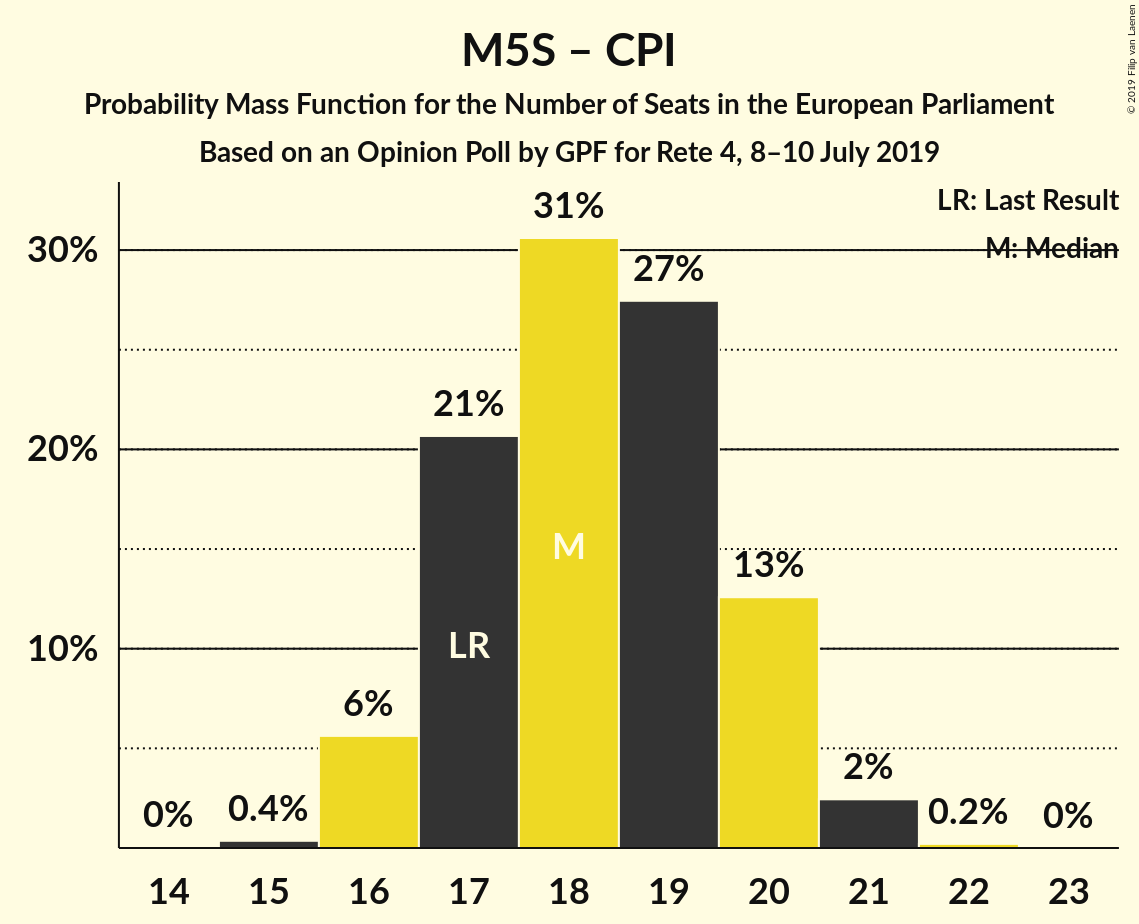 M5S – CPI
Probability Mass Function for the Number of Seats in the European Parliament
Based on an Opinion Poll by GPF for Rete 4, 8–10 July 2019
© 2019 Filip van Laenen
LR: Last Result
M: Median
30%
20%
10%
0%
0.4%
6%
21%
31%
27%
13%
2%
0.2%
0%
LR
M
14 15 16 17 18 19 20 21 22 23